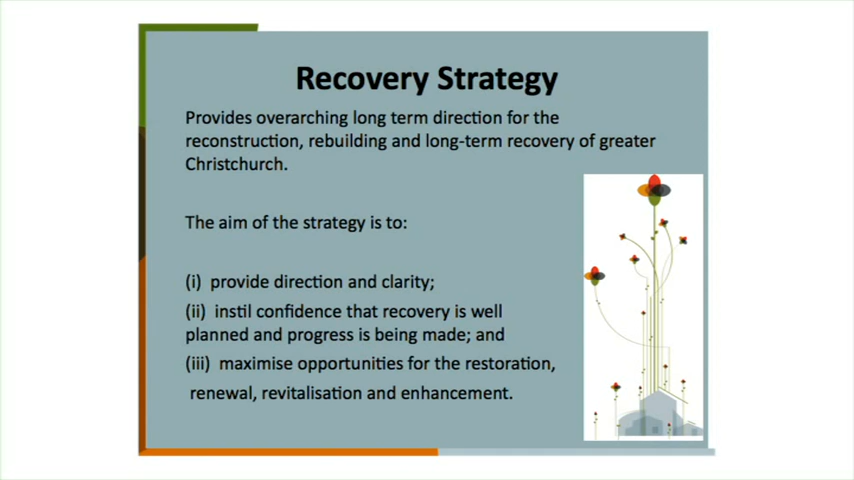 Recovery Strategy
Provides overarching long term direction for the
reconstruction, rebuilding and long-term recovery of greater
Christchurch.
The aim of the strategy is to:
(i) provide direction and clarity;
(ii) instil confidence that recovery is well
planned and progress is being made; and
(iii) maximise opportunities for the restoration,
renewal, revitalisation and enhancement.